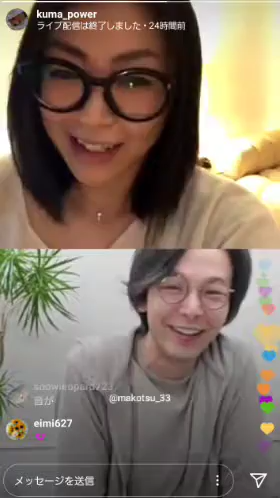 kuma_power
ライブ配信は終了しました・24時間前
snowleopard723
音が
@makotsu_33
eimi627
メッセージを送信